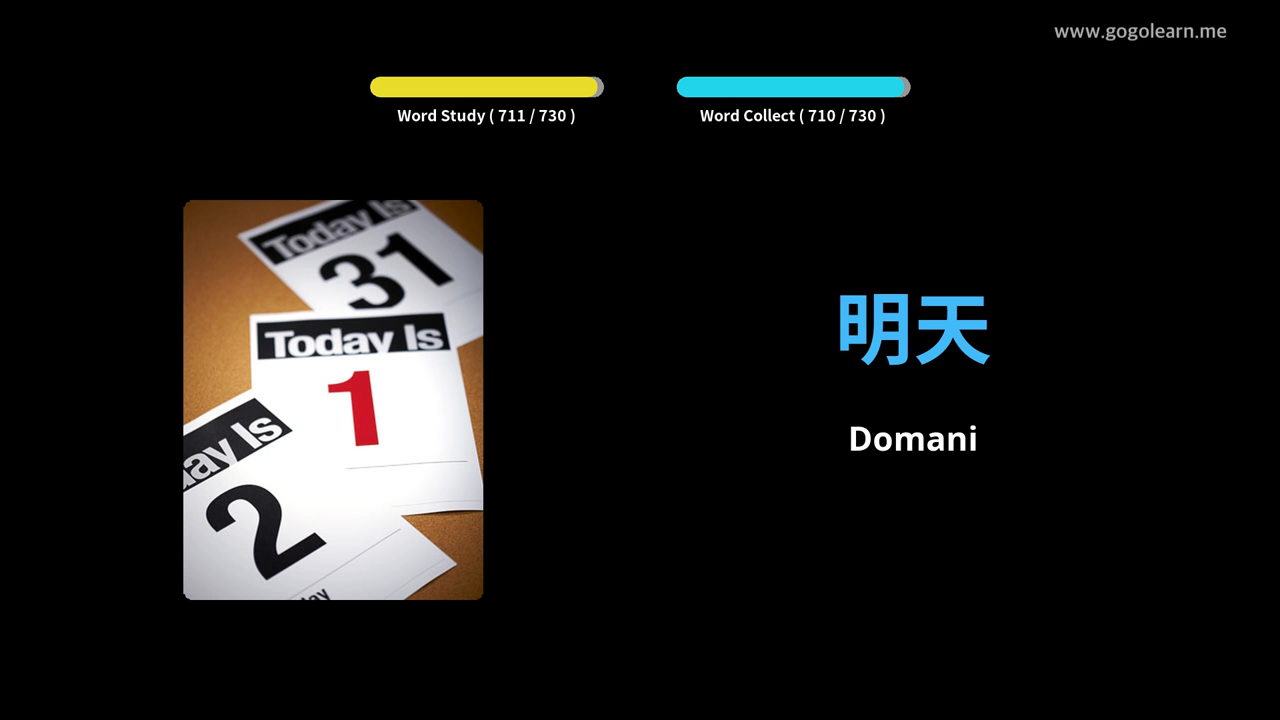 www.gogolearn.me
Word Study ( 711 / 730 )
Word Collect ( 710 / 730 )
Today Is
31
Today Is
1
day Is
2
明天
Domani